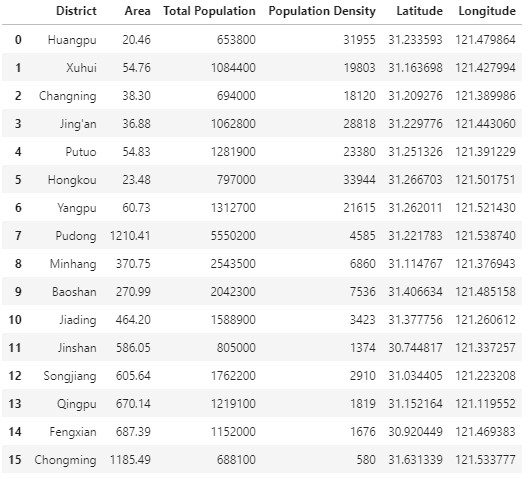 District Area Total Population Population Density Latitude Longitude
0 Huangpu 20.46 653800 31955 31.233593 121.479864
1 Xuhui 54.76 1084400 19803 31.163698 121.427994
2 Changning 38.30 694000 18120 31.209276 121.389986
3 Jing'an 36.88 1062800 28818 31.229776 121.443060
4 Putuo 54.83 1281900 23380 31.251326 121.391229
5 Hongkou 23.48 797000 33944 31.266703 121.501751
6 Yangpu 60.73 1312700 21615 31.262011 121.521430
7 Pudong 1210.41 5550200 4585 31.221783 121.538740
8 Minhang 370.75 2543500 6860 31.114767 121.376943
9 Baoshan 270.99 2042300 7536 31.406634 121.485158
10 Jiading 464.20 1588900 3423 31.377756 121.260612
11 Jinshan 586.05 805000 1374 30.744817 121.337257
12 Songjiang 605.64 1762200 2910 31.034405 121.223208
13 Qingpu 670.14 1219100 1819 31.152164 121.119552
14 Fengxian 687.39 1152000 1676 30.920449 121.469383
15 Chongming 1185.49 688100 580 31.631339 121.533777